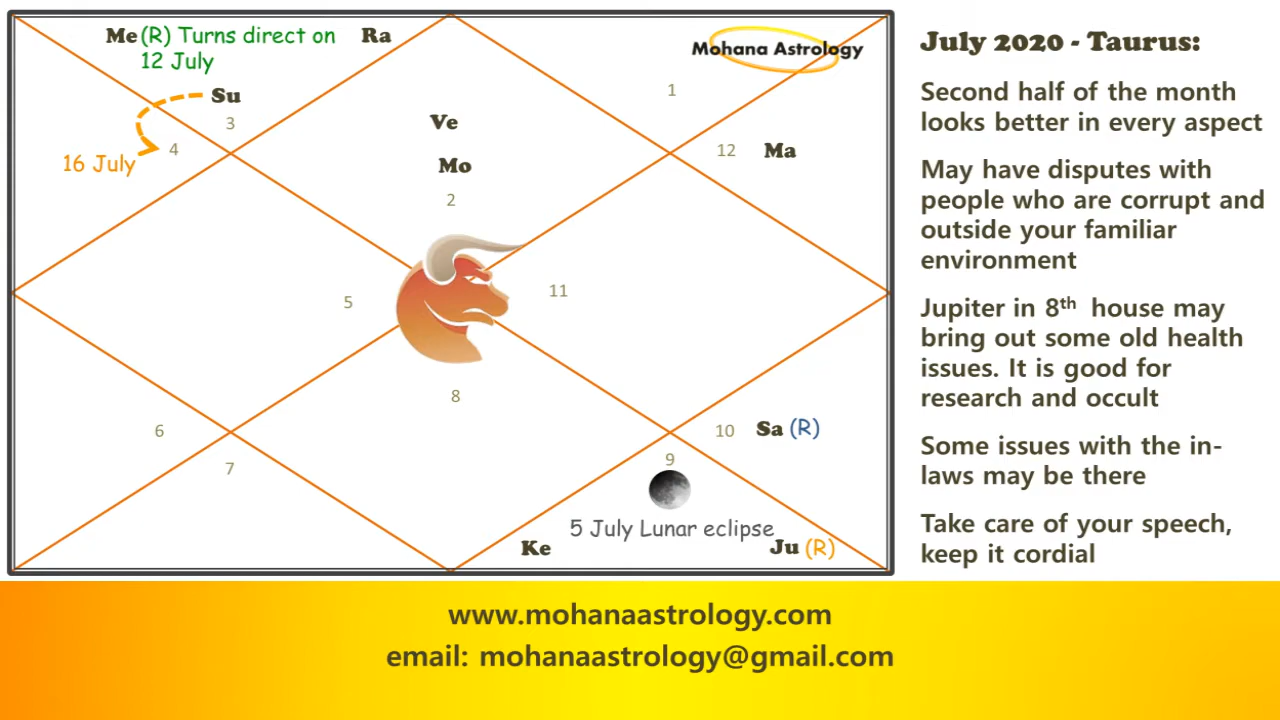 Me (R) Turns direct on
12 July
Ra
Mohana Astrology
Su
3
4
16 July
Ve
Mo
2
1
12
Ma
5
11
8
6
7
10
Sa (R)
9
5 July Lunar eclipse
Ke
Ju (R)
July 2020 - Taurus:
Second half of the month
looks better in every aspect
May have disputes with
people who are corrupt and
outside your familiar
environment
Jupiter in 8th house may
bring out some old health
issues. It is good for
research and occult
Some issues with the in-
laws may be there
Take care of your speech,
keep it cordial
www.mohanaastrology.com
email: mohanaastrology@gmail.com